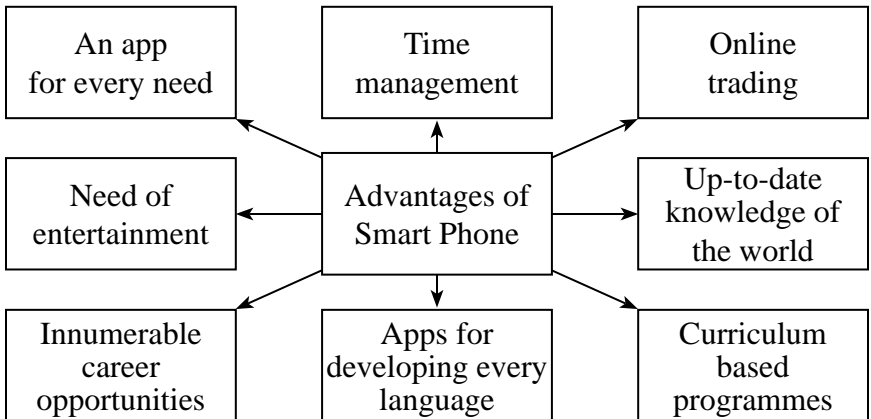 An app
for every need
Time
management
Online
trading
Need of
entertainment
Advantages of
Smart Phone
Up-to-date
knowledge of
the world
Innumerable
career
opportunities
Apps for
developing every
language
Curriculum
based
programmes